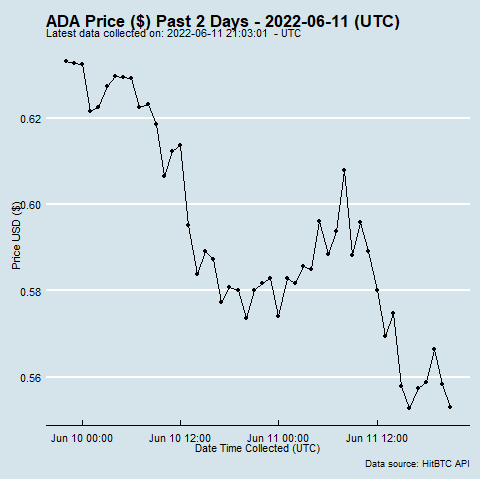 ADA Price ($) Past 2 Days - 2022-06-11 (UTC)
Latest data collected on: 2022-06-11 21:03:01 - UTC
Price USD ($)
0.62
0.60
0.58
0.56
Jun 10 00:00 Jun 10 12:00 Jun 11 00:00 Jun 11 12:00
Date Time Collected (UTC)
Data source: HitBTC API